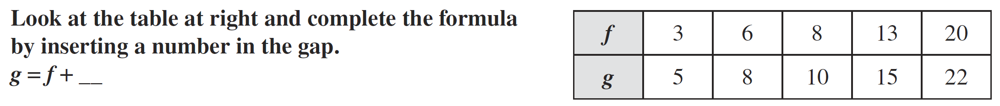 Look at the table at right and complete the formula
by inserting a number in the gap.
g = f + __
f 3 6 8 13 20
g 5 8 10 15 22